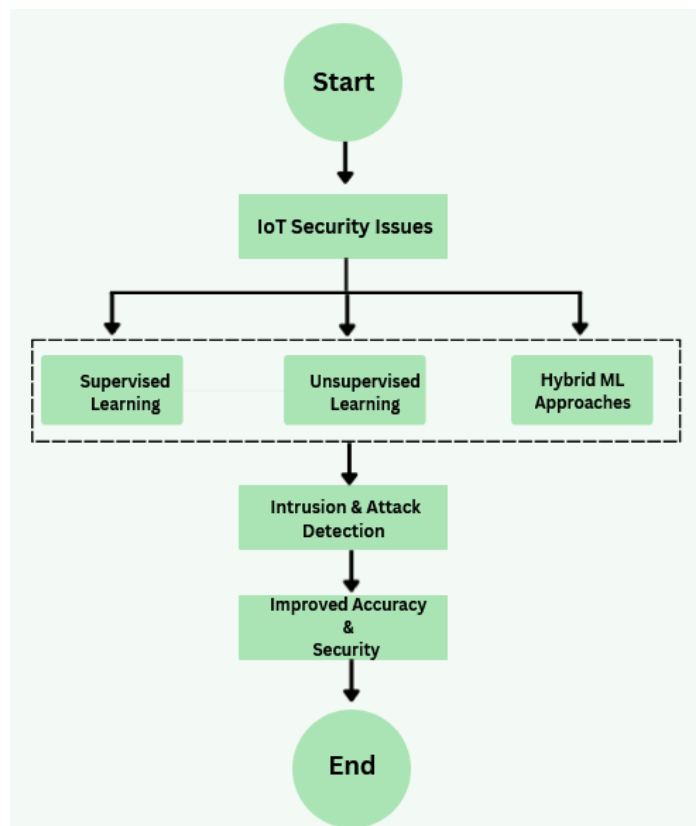 Start
IoT Security Issues
Supervised
Learning
Unsupervised
Learning
Hybrid ML
Approaches
Intrusion & Attack
Detection
Improved Accuracy
&
Security
End